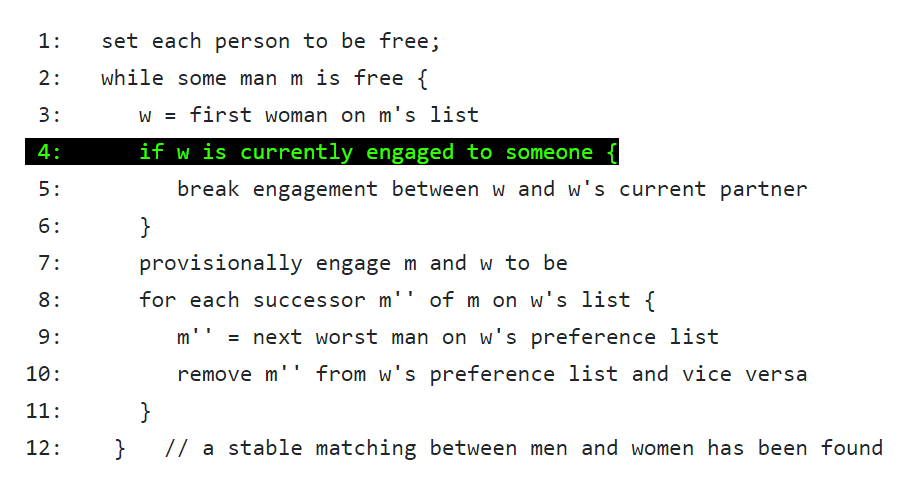 1: set each person to be free;
2: while some man m is free {
3: w = first woman on m's list
4: if w is currently engaged to someone {
5: break engagement between w and w's current partner
6: }
7: provisionally engage m and w to be
8: for each successor m'' of m on w's list {
9: m'' = next worst man on w's preference list
10: remove m'' from w's preference list and vice versa
11: }
12: } // a stable matching between men and women has been found